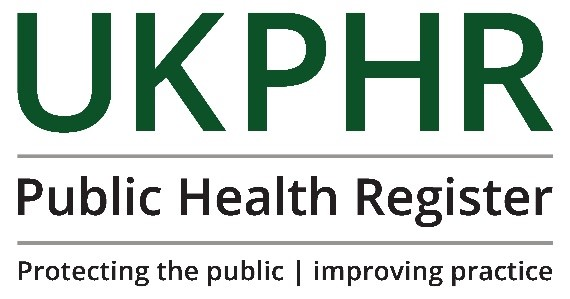 UKPHR
Public Health Register
Protecting the public | improving practice